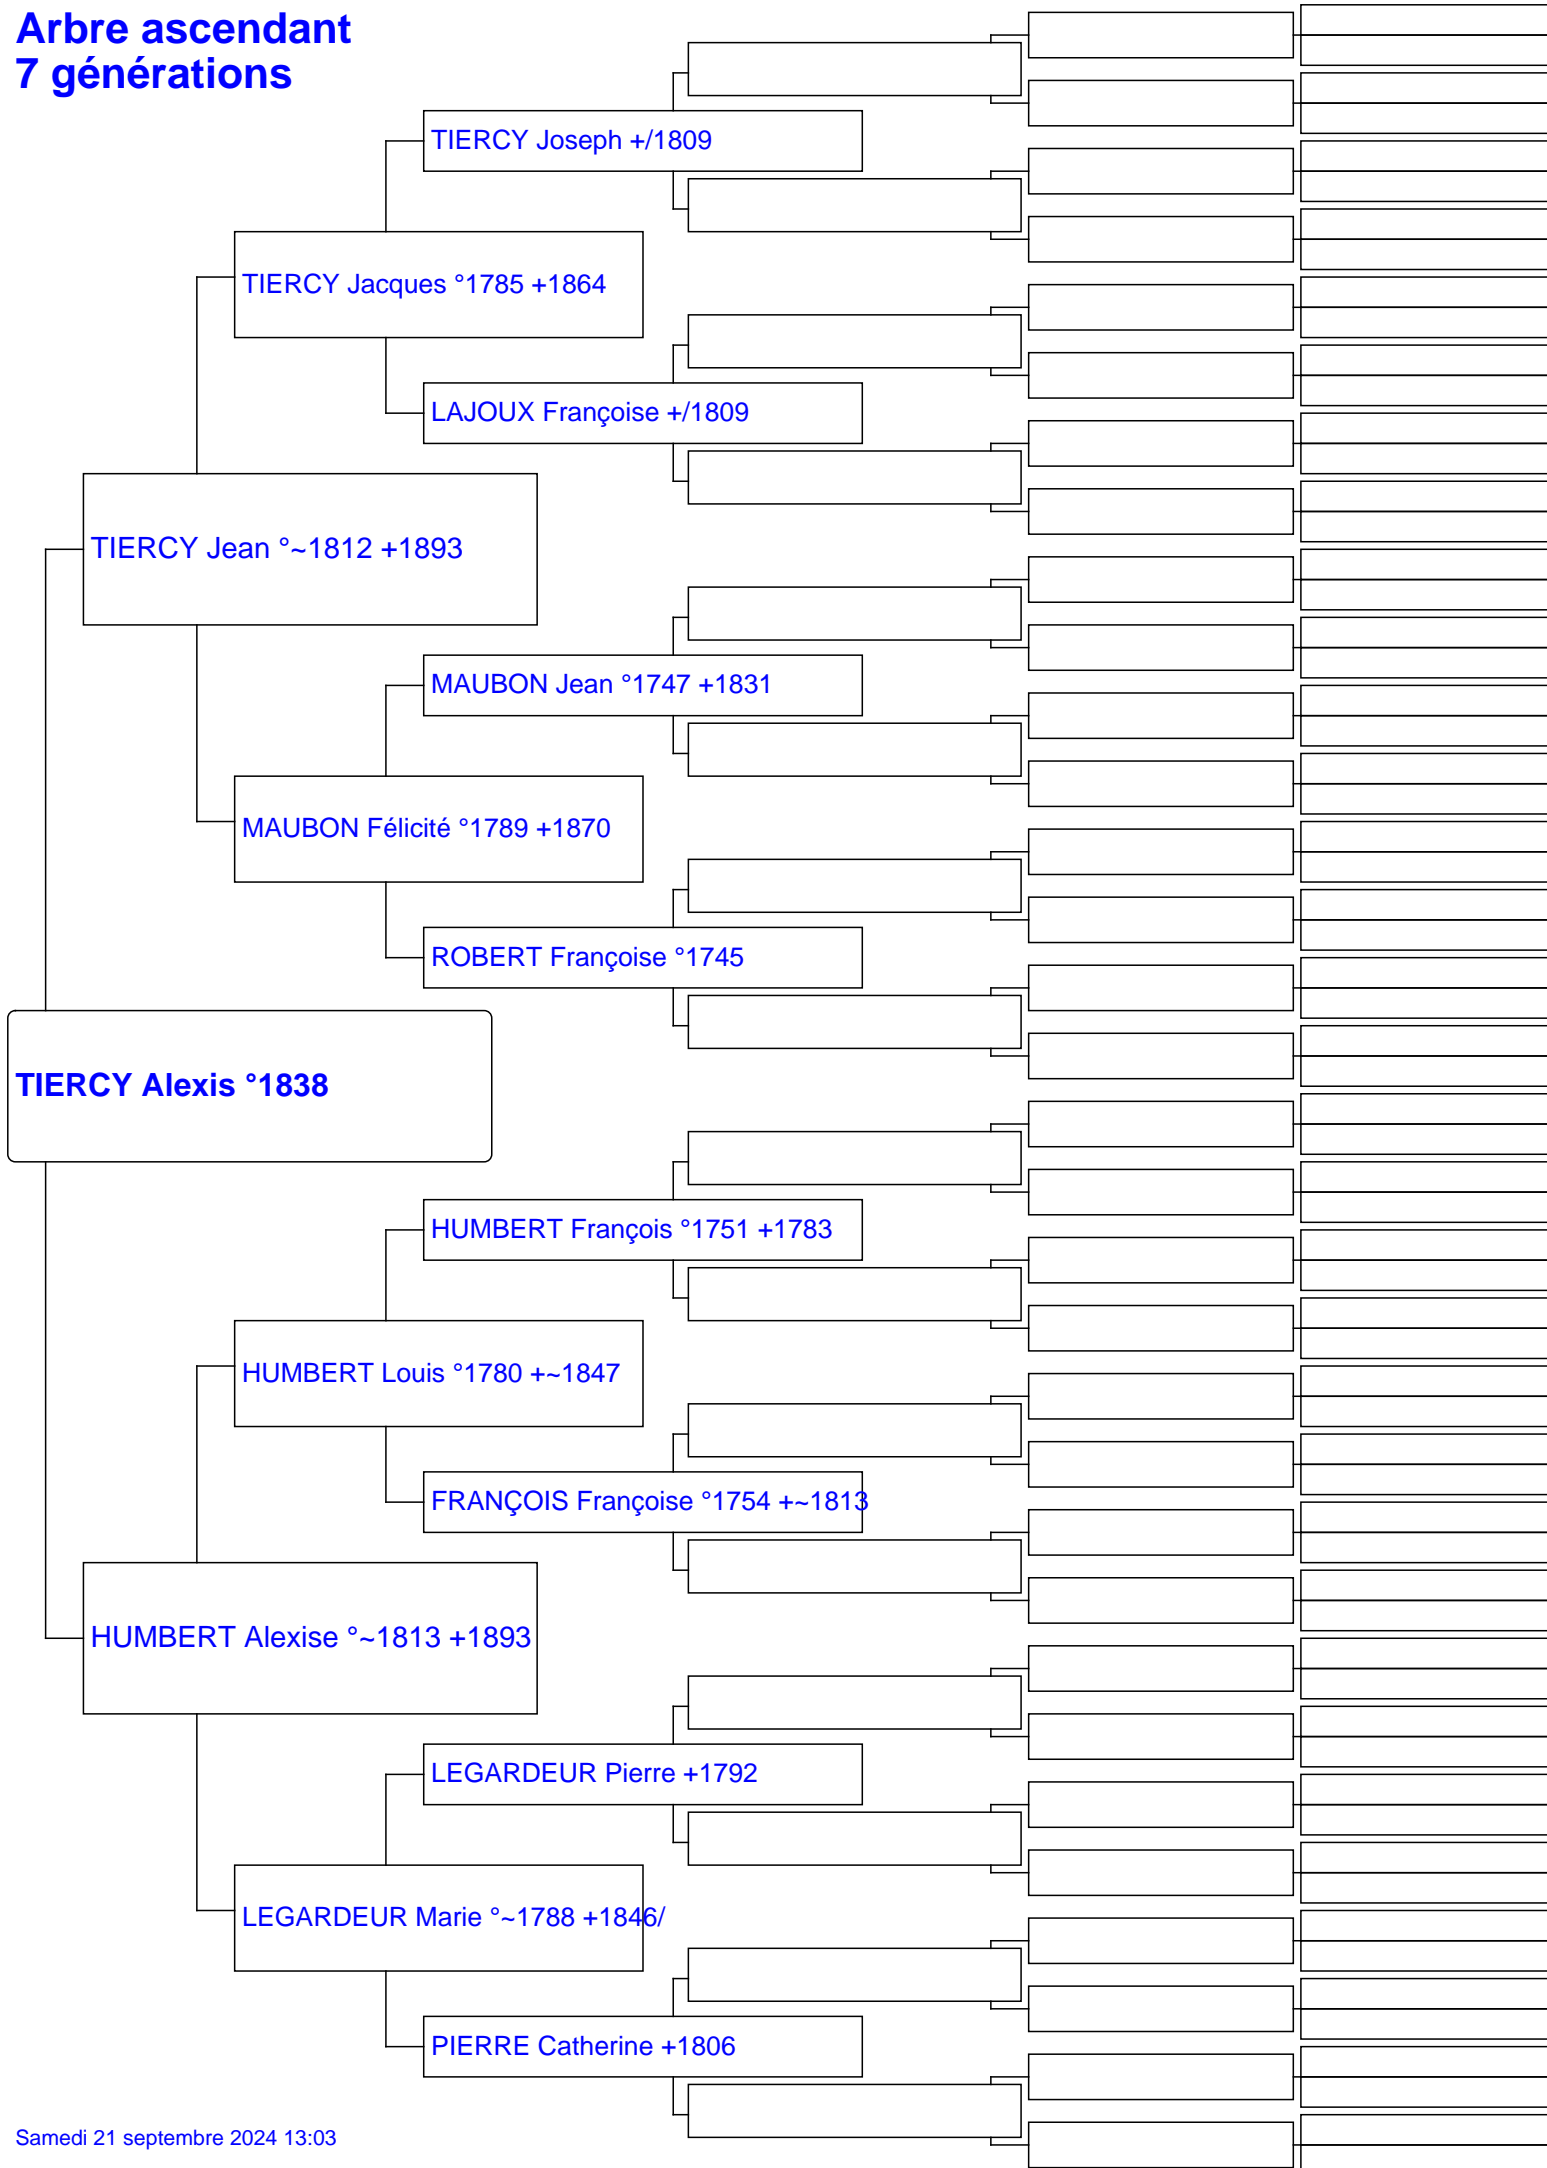 Arbre ascendant
7 générations
TIERCY Joseph +/1809
TIERCY Jacques °1785 +1864
LAJOUX Françoise +/1809
TIERCY Jean °~1812 +1893
MAUBON Jean °1747 +1831
MAUBON Félicité °1789 +1870
ROBERT Françoise °1745
TIERCY Alexis °1838
HUMBERT François °1751 +1783
HUMBERT Louis °1780 +~1847
FRANÇOIS Françoise °1754 +~1813
HUMBERT Alexise °~1813 +1893
LEGARDEUR Pierre +1792
LEGARDEUR Marie °~1788 +1846/
PIERRE Catherine +1806
Samedi 21 septembre 2024 13:03